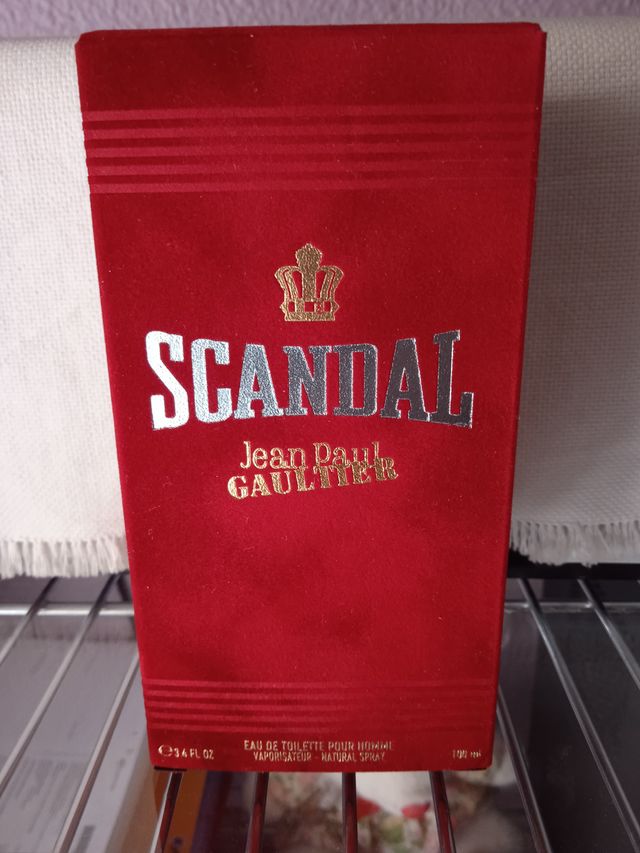 SCANDAL
Jean Paul
GAULTIER
℮3.4 FL OZ
EAU DE TOILETTE POUR HOMME
100 ml
VAPORISATEUR - NATURAL SPRAY